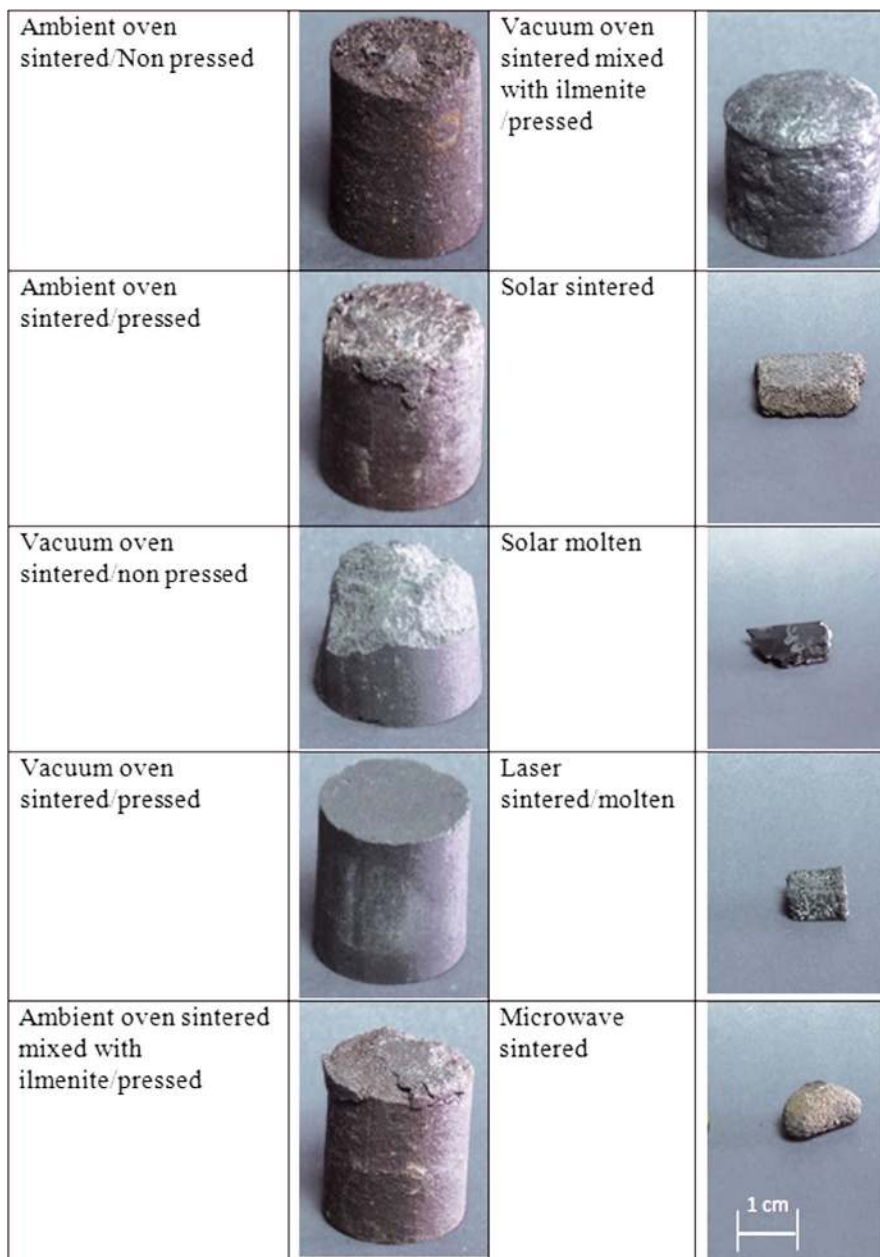 Ambient oven
sintered/Non pressed
Vacuum oven
sintered mixed
with ilmenite
/pressed
Ambient oven
sintered/pressed
Solar sintered
Vacuum oven
sintered/non pressed
Solar molten
Vacuum oven
sintered/pressed
Laser
sintered/molten
Ambient oven sintered
mixed with
ilmenite/pressed
Microwave
sintered
1 cm